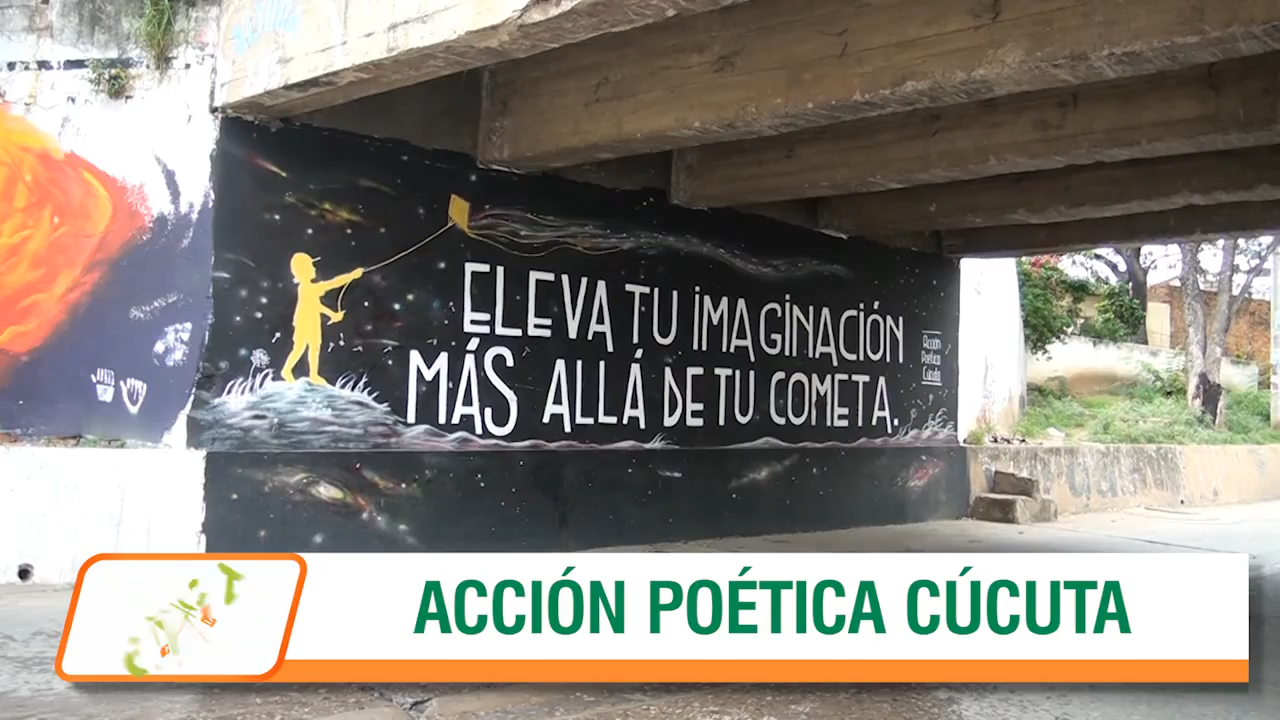 ELEVA TU iMAGiNACiÓN
MÁS ALLÁ DE TU COMETA.
Acción
Poética
Cúcuta
ACCIÓN POÉTICA CÚCUTA